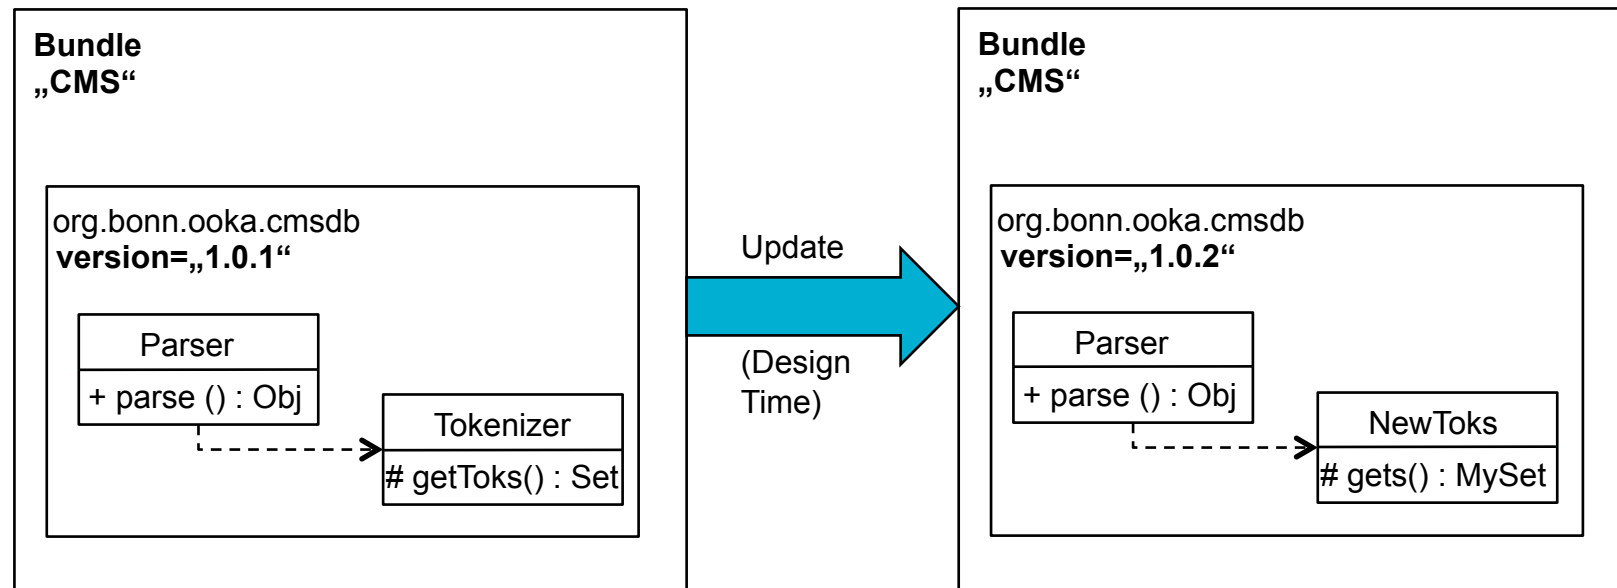 Bundle
„CMS“
org.bonn.ooka.cmsdb
version=„1.0.1“
Parser
+ parse () : Obj
Tokenizer
# getToks() : Set
Update
(Design
Time)
Bundle
„CMS“
org.bonn.ooka.cmsdb
version=„1.0.2“
Parser
+ parse () : Obj
NewToks
# gets() : MySet